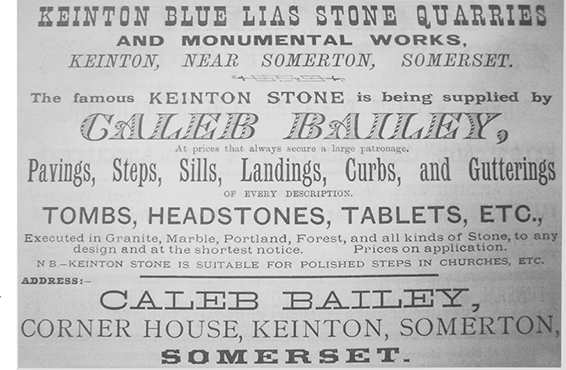 KEINTON BLUE LIAS STONE QUARRIES
AND MONUMENTAL WORKS,
KEINTON, NEAR SOMERTON, SOMERSET.
The famous KEINTON STONE is being supplied by
CALEB BAILEY,
At prices that always secure a large patronage.
Pavings, Steps, Sills, Landings, Curbs, and Gutterings
OF EVERY DESCRIPTION.
TOMBS, HEADSTONES, TABLETS, ETC.,
Executed in Granite, Marble, Portland, Forest, and all kinds of Stone, to any
design and at the shortest notice. Prices on application.
N B.—KEINTON STONE IS SUITABLE FOR POLISHED STEPS IN CHURCHES, ETC.
ADDRESS:—
CALEB BAILEY,
CORNER HOUSE, KEINTON, SOMERTON,
SOMERSET.